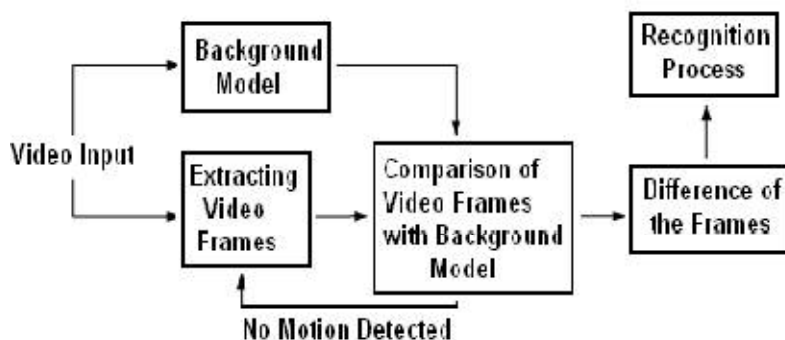 Background
Model
Recognition
Process
Video Input
Extracting
Video
Frames
Comparison of
Video Frames
with Background
Model
Difference of
the Frames
No Motion Detected